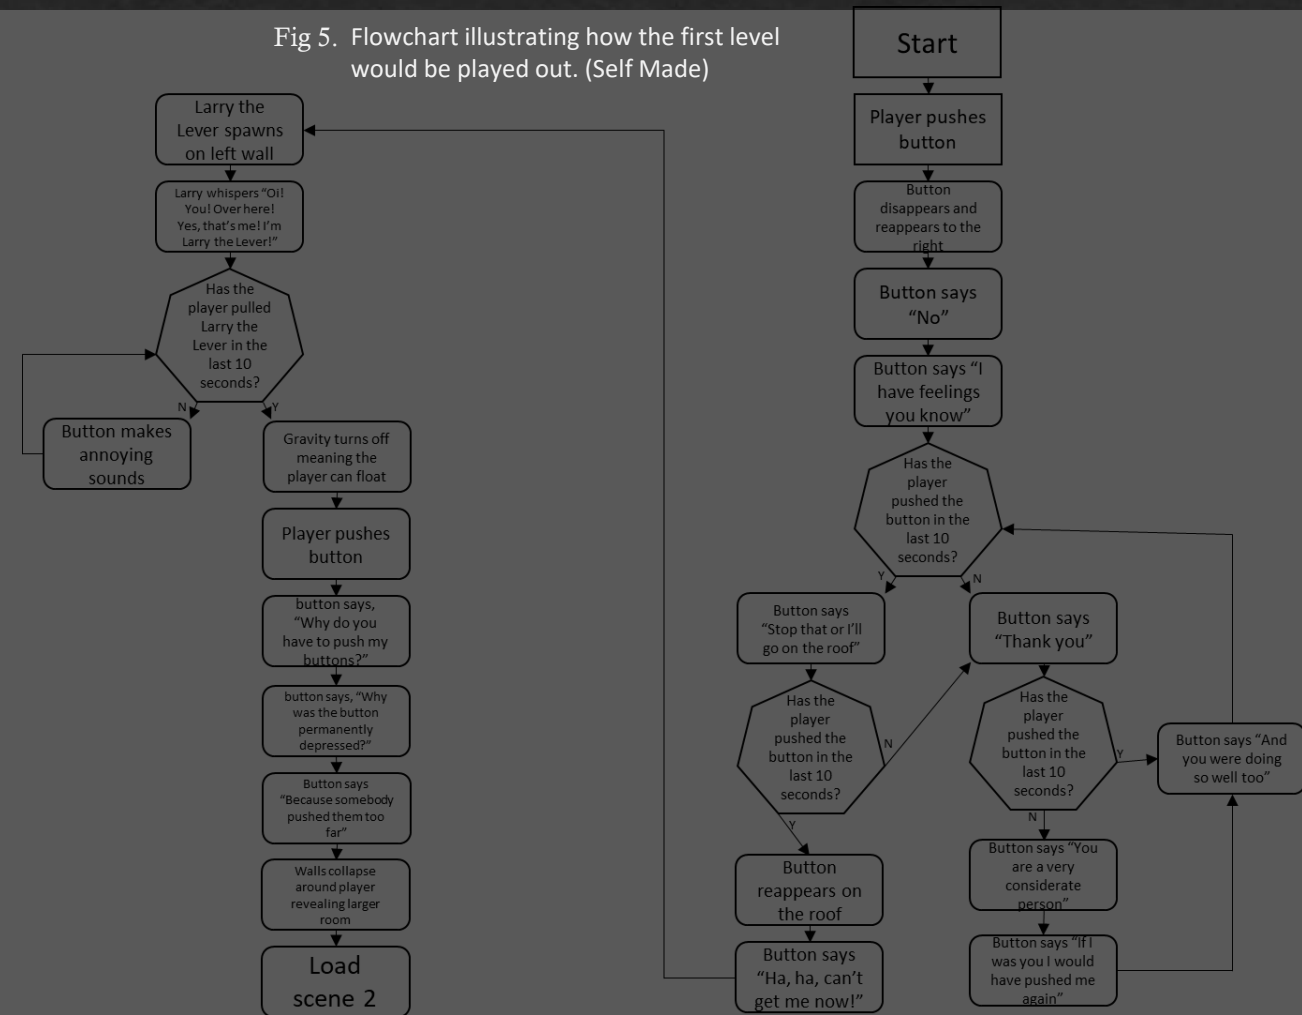 Fig 5. Flowchart illustrating how the first level
would be played out. (Self Made)
Start
Player pushes
button
Button
disappears and
reappears to the
right
Button says
“No”
Button says “I
have feelings
you know”
Has the
player
pushed the
button in the
last 10
seconds?
Y
N
Button says
“Stop that or I’ll
go on the roof”
Button says
“Thank you”
Has the
player
pushed the
button in the
last 10
seconds?
N
Y
Has the
player
pushed the
button in the
last 10
seconds?
Y
N
Button says “And
you were doing
so well too”
Button
reappears on
the roof
Button says “You
are a very
considerate
person”
Button says
“Ha, ha, can’t
get me now!”
Button says “If I
was you I would
have pushed me
again”
Larry the
Lever spawns
on left wall
Larry whispers “Oi!
You! Over here!
Yes, that’s me! I’m
Larry the Lever!”
Has the
player pulled
Larry the
Lever in the
last 10
seconds?
N
Y
Button makes
annoying
sounds
Gravity turns off
meaning the
player can float
Player pushes
button
button says,
“Why do you
have to push my
buttons?”
button says, “Why
was the button
permanently
depressed?”
Button says
“Because somebody
pushed them too
far”
Walls collapse
around player
revealing larger
room
Load
scene 2